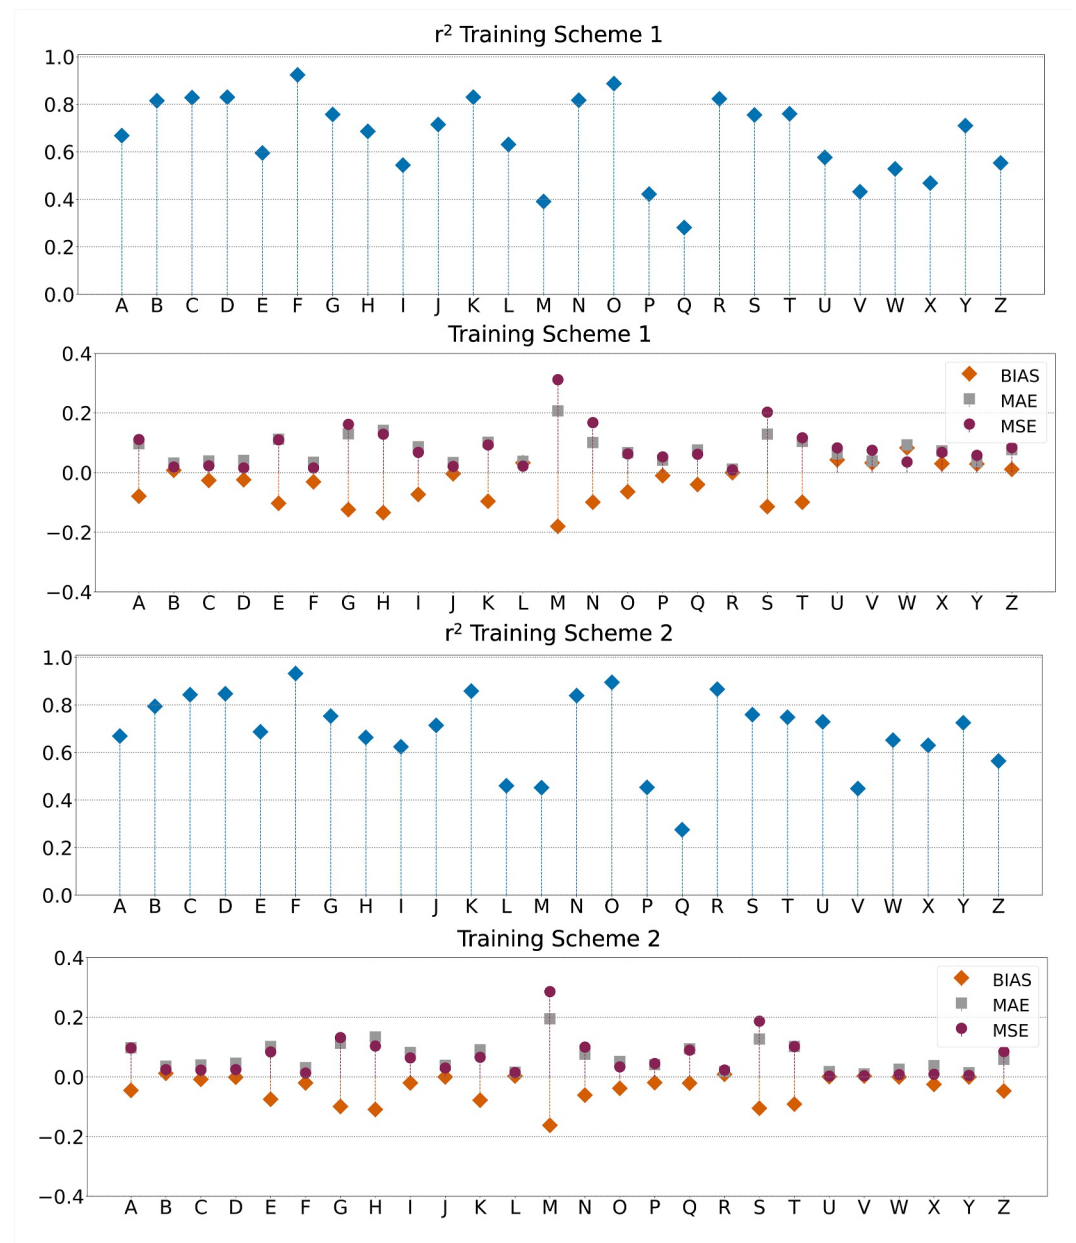 r² Training Scheme 1
1.0
0.8
0.6
0.4
0.2
0.0
A B C D E F G H I J K L M N O P Q R S T U V W X Y Z
Training Scheme 1
0.4
0.2
0.0
−0.2
−0.4
BIAS
MAE
MSE
A B C D E F G H I J K L M N O P Q R S T U V W X Y Z
r² Training Scheme 2
1.0
0.8
0.6
0.4
0.2
0.0
A B C D E F G H I J K L M N O P Q R S T U V W X Y Z
Training Scheme 2
0.4
0.2
0.0
−0.2
−0.4
BIAS
MAE
MSE
A B C D E F G H I J K L M N O P Q R S T U V W X Y Z